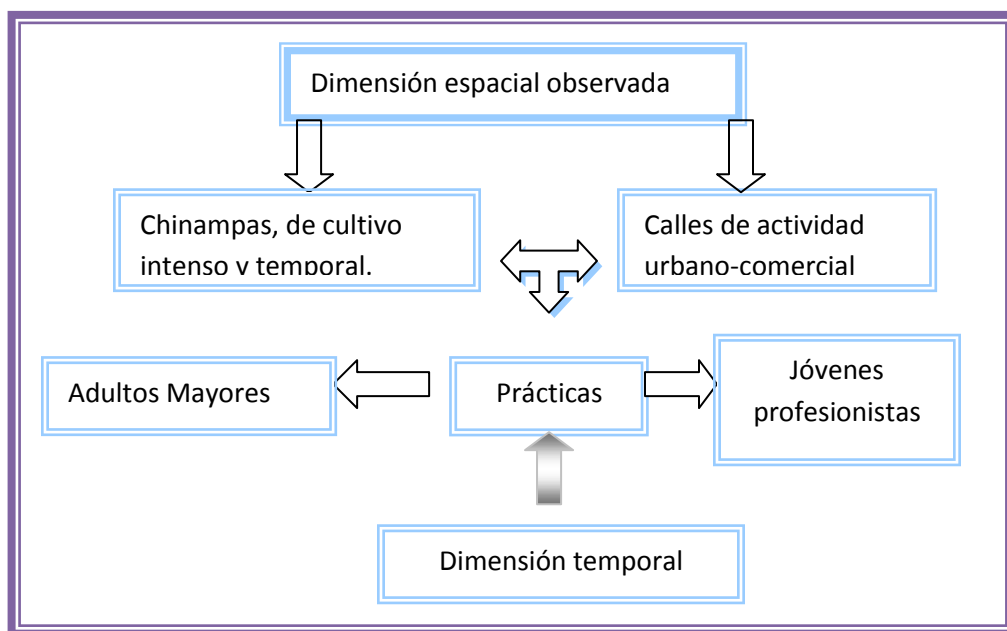 Dimensión espacial observada
Chinampas, de cultivo
intenso y temporal.
Calles de actividad
urbano-comercial
Adultos Mayores
Prácticas
Jóvenes
profesionistas
Dimensión temporal